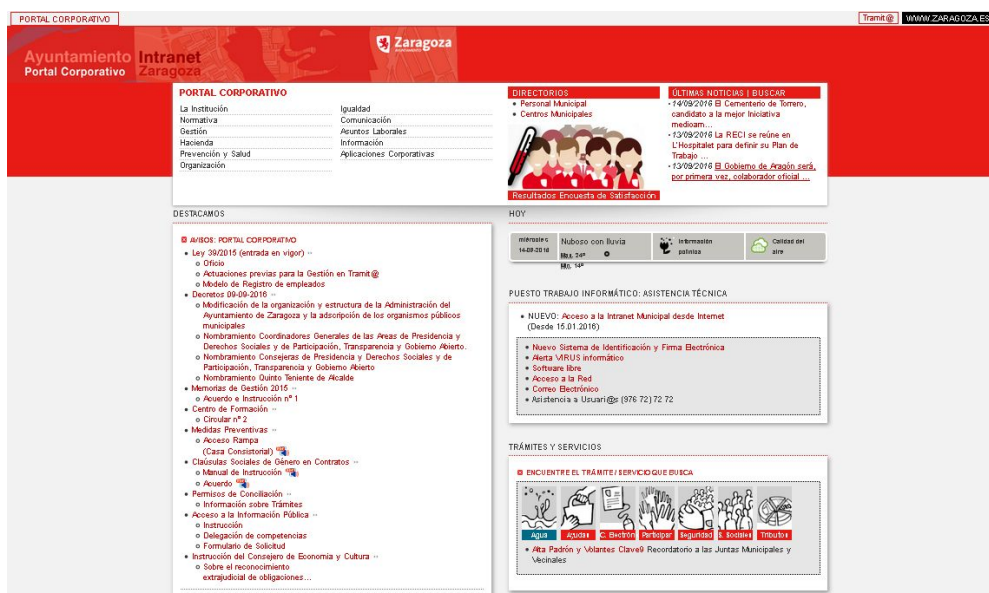 PORTAL CORPORATIVO
Tramit@
WWW.ZARAGOZA.ES
Ayuntamiento Intranet
Portal Corporativo Zaragoza
Zaragoza
PORTAL CORPORATIVO
La Institución
Normativa
Gestión
Hacienda
Prevención y Salud
Organización
Igualdad
Comunicación
Asuntos Laborales
Información
Aplicaciones Corporativas
DIRECTORIOS
• Personal Municipal
• Centros Municipales
Resultados Encuesta de Satisfacción
ÚLTIMAS NOTICIAS | BUSCAR
- 14/09/2016 El Cementerio de Torrero,
candidato a la mejor Iniciativa
medioam...
- 13/09/2016 La RECI se reúne en
L'Hospitalet para definir su Plan de
Trabajo ...
- 13/09/2016 El Gobierno de Aragón será,
por primera vez, colaborador oficial ...
DESTACAMOS
AVISOS: PORTAL CORPORATIVO
• Ley 39/2015 (entrada en vigor) ··
o Oficio
o Actuaciones previas para la Gestión en Tramit@
o Modelo de Registro de empleados
• Decretos 09-09-2016 ··
o Modificación de la organización y estructura de la Administración del
Ayuntamiento de Zaragoza y la adscripción de los organismos públicos
municipales
o Nombramiento Coordinadores Generales de las Areas de Presidencia y
Derechos Sociales y de Participación, Transparencia y Gobierno Abierto.
o Nombramiento Consejeras de Presidencia y Derechos Sociales y de
Participación, Transparencia y Gobierno Abierto
o Nombramiento Quinto Teniente de Alcalde
• Memorias de Gestión 2015 ··
o Acuerdo e Instrucción nº 1
• Centro de Formación ··
o Circular nº 2
• Medidas Preventivas ··
o Acceso Rampa
(Casa Consistorial)
• Claúsulas Sociales de Género en Contratos ··
o Manual de Instrucción
o Acuerdo
• Permisos de Conciliación ··
o Información sobre Trámites
• Acceso a la Información Pública ··
o Instrucción
o Delegación de competencias
o Formulario de Solicitud
• Instrucción del Consejero de Economía y Cultura ··
o Sobre el reconocimiento
extrajudicial de obligaciones...
HOY
miércoles
14-09-2016
Nuboso con lluvia
Max. 24º
Min. 14º
Información
polínica
Calidad del
aire
PUESTO TRABAJO INFORMÁTICO: ASISTENCIA TÉCNICA
• NUEVO: Acceso a la Intranet Municipal desde Internet
(Desde 15.01.2016)
• Nuevo Sistema de Identificación y Firma Electrónica
• Alerta VIRUS informático
• Software libre
• Acceso a la Red
• Correo Electrónico
• Asistencia a Usuari@s (976 72) 72 72
TRÁMITES Y SERVICIOS
ENCUENTRE EL TRÁMITE / SERVICIO QUE BUSCA
Agua Ayudas C. Electrón Participar Seguridad S. Sociales Tributos
• Alta Padrón y Volantes Clave9 Recordatorio a las Juntas Municipales y
Vecinales